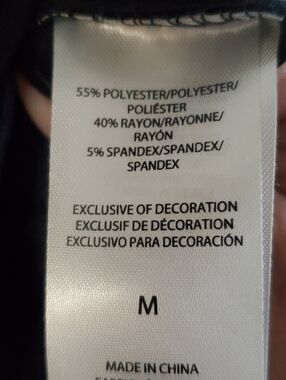 55% POLYESTER/POLYESTER/
POLIÉSTER
40% RAYON/RAYONNE/
RAYÓN
5% SPANDEX/SPANDEX/
SPANDEX
EXCLUSIVE OF DECORATION
EXCLUSIF DE DÉCORATION
EXCLUSIVO PARA DECORACIÓN
M
MADE IN CHINA